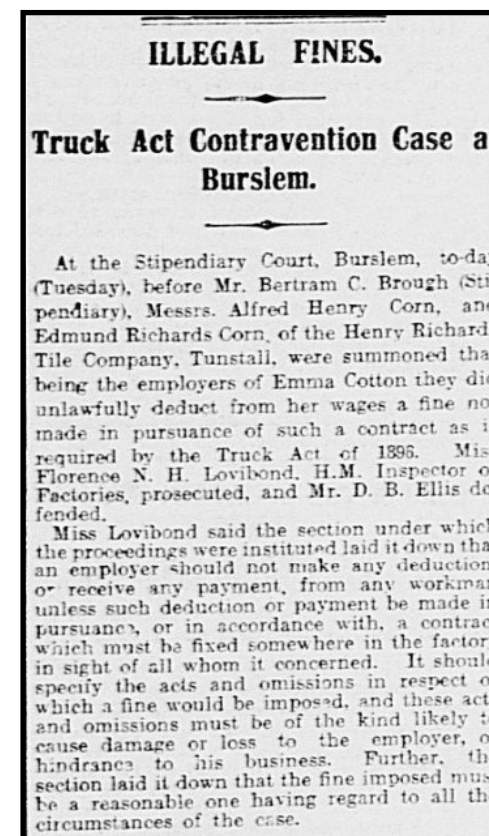 ILLEGAL FINES.
Truck Act Contravention Case a
Burslem.
At the Stipendiary Court, Burslem, to-day
(Tuesday), before Mr. Bertram C. Brough (Sti
pendiary), Messrs. Alfred Henry Corn, and
Edmund Richards Corn, of the Henry Richard
Tile Company, Tunstall, were summoned tha
being the employers of Emma Cotton they did
unlawfully deduct from her wages a fine no
made in pursuance of such a contract as i
required by the Truck Act of 1896. Mis
Florence N. H. Lovibond, H.M. Inspector o
Factories, prosecuted, and Mr. D. B. Ellis de
fended.
Miss Lovibond said the section under which
the proceedings were instituted laid it down tha
an employer should not make any deduction
or receive any payment, from any workman
unless such deduction or payment be made in
pursuance, or in accordance with, a contrac
which must be fixed somewhere in the factor
in sight of all whom it concerned. It should
specify the acts and omissions in respect o
which a fine would be imposed, and these act
and omissions must be of the kind likely t
cause damage or loss to the employer, o
hindrance to his business. Further, th
section laid it down that the fine imposed mus
be a reasonable one having regard to all th
circumstances of the case.